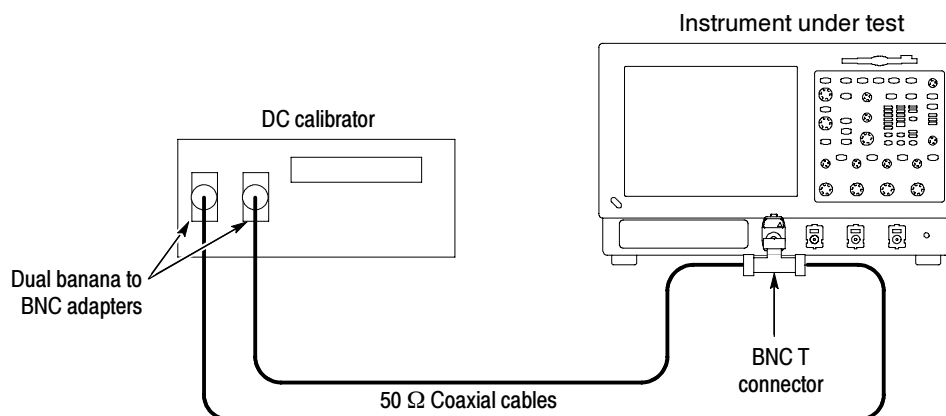 Instrument under test
DC calibrator
Dual banana to
BNC adapters
BNC T
connector
50 Ω Coaxial cables